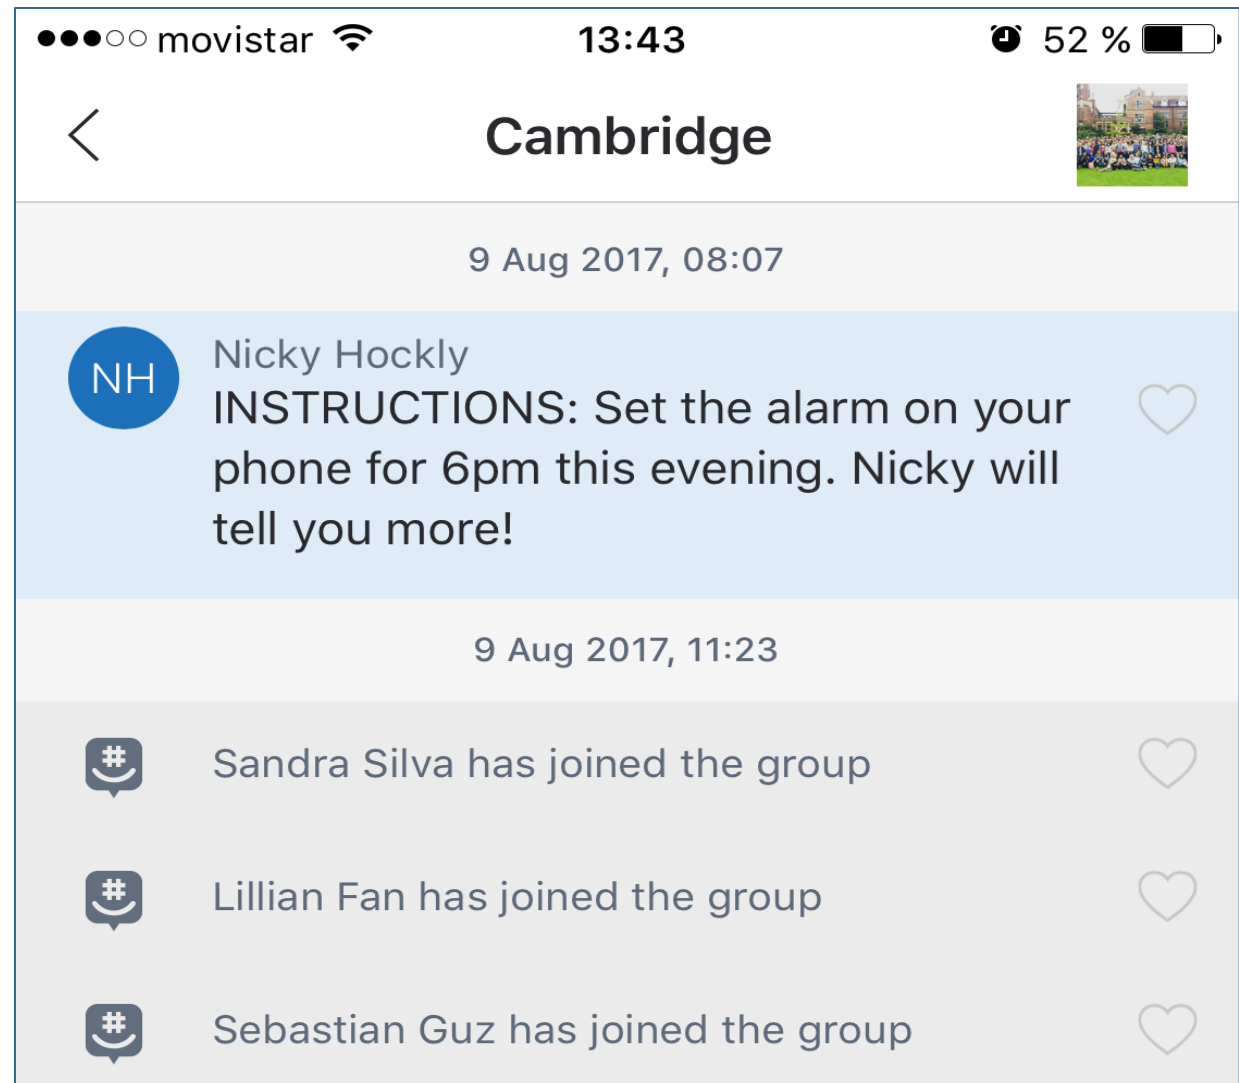 movistar 13:43 52 %
Cambridge
9 Aug 2017, 08:07
NH
Nicky Hockly
INSTRUCTIONS: Set the alarm on your
phone for 6pm this evening. Nicky will
tell you more!
9 Aug 2017, 11:23
# Sandra Silva has joined the group
# Lillian Fan has joined the group
# Sebastian Guz has joined the group